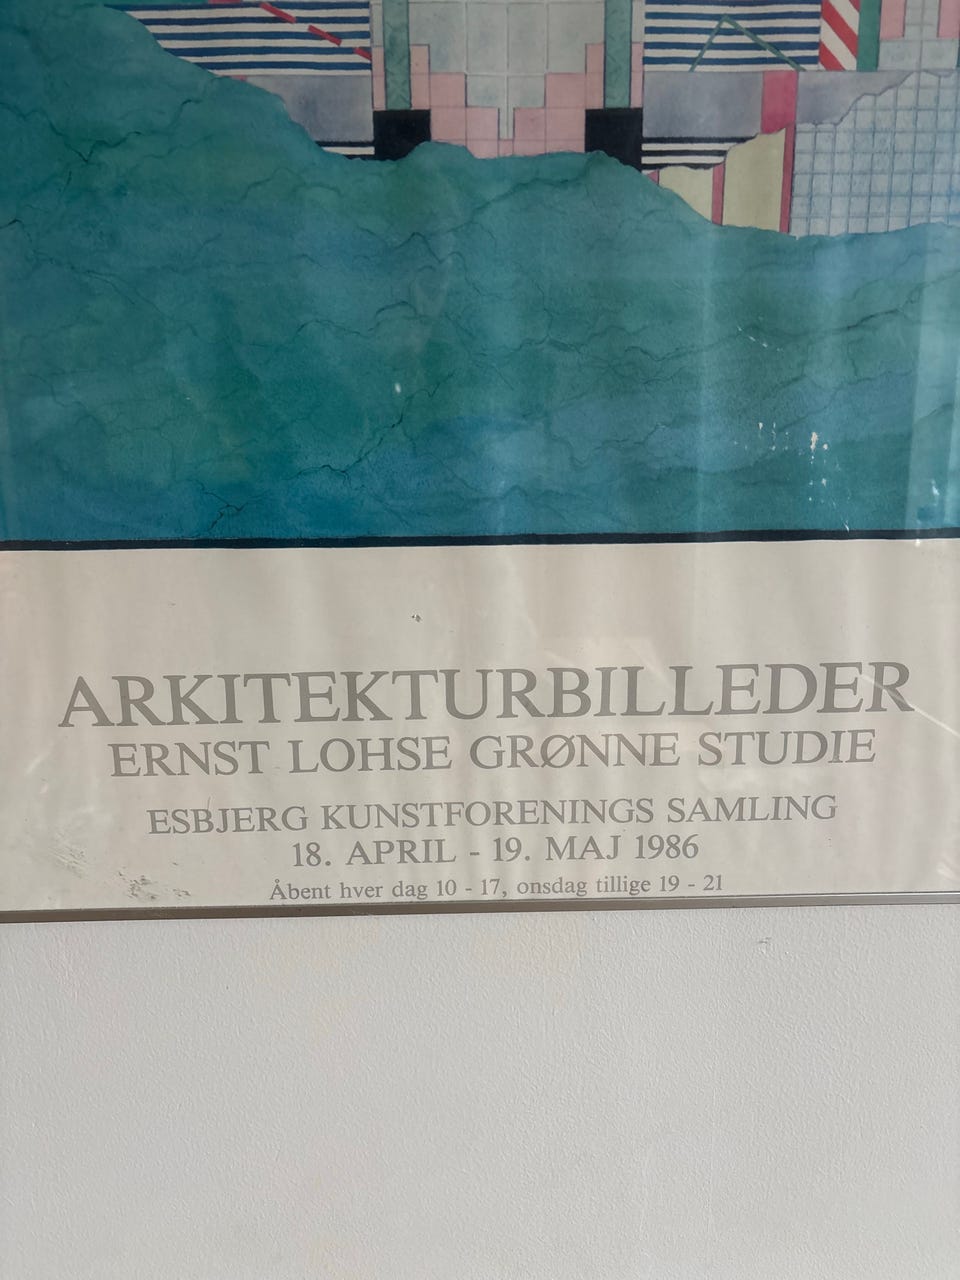 ARKITEKTURBILLEDER
ERNST LOHSE GRØNNE STUDIE
ESBJERG KUNSTFORENINGS SAMLING
18. APRIL - 19. MAJ 1986
Åbent hver dag 10 - 17, onsdag tillige 19 - 21